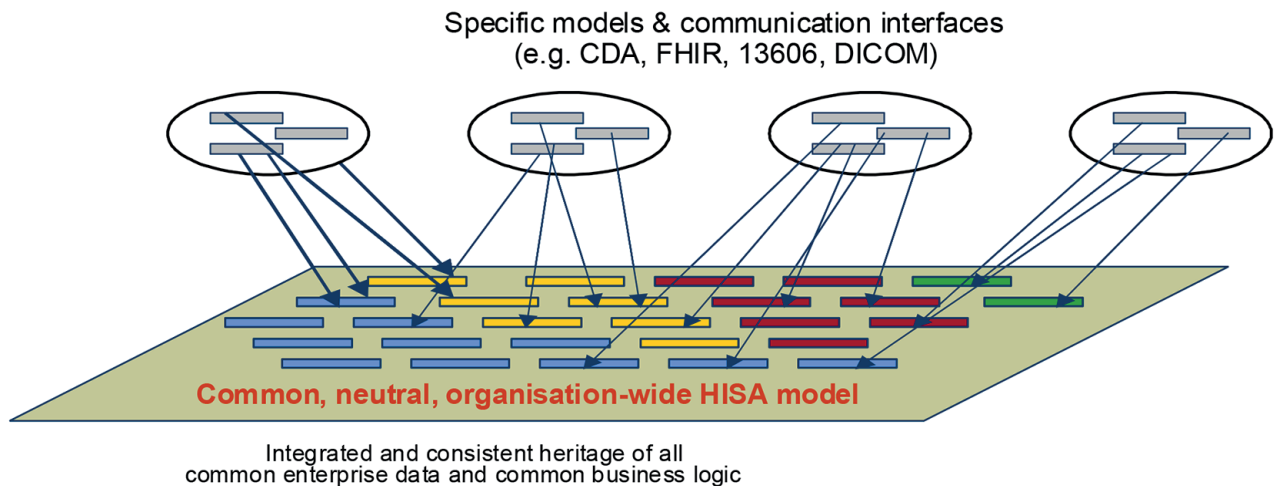 Specific models & communication interfaces
(e.g. CDA, FHIR, 13606, DICOM)
Common, neutral, organisation-wide HISA model
Integrated and consistent heritage of all
common enterprise data and common business logic